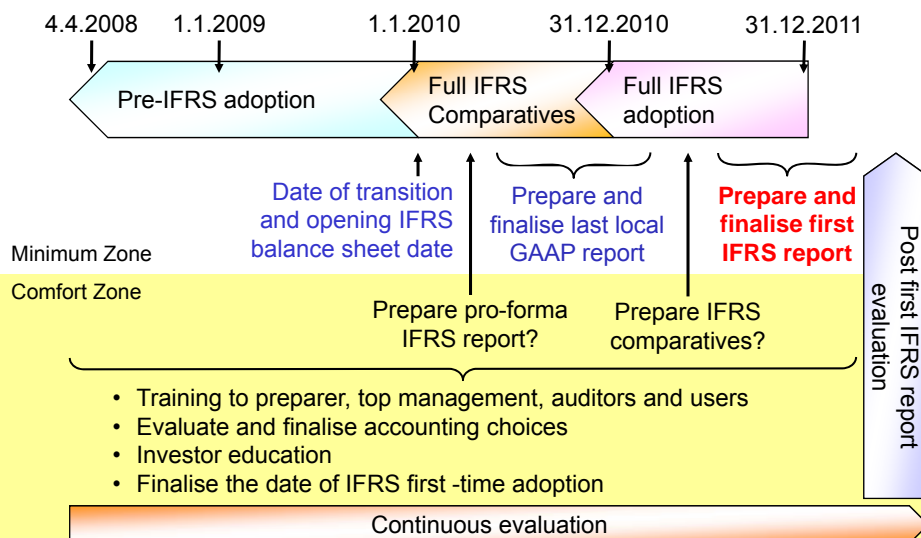 4.4.2008 1.1.2009 1.1.2010 31.12.2010 31.12.2011
Pre-IFRS adoption
Full IFRS
Comparatives
Full IFRS
adoption
Date of transition
and opening IFRS
balance sheet date
Prepare and
finalise last local
GAAP report
Prepare and
finalise first
IFRS report
Minimum Zone
Comfort Zone
Prepare pro-forma
IFRS report?
Prepare IFRS
comparatives?
Post first IFRS report
evaluation
• Training to preparer, top management, auditors and users
• Evaluate and finalise accounting choices
• Investor education
• Finalise the date of IFRS first -time adoption
Continuous evaluation